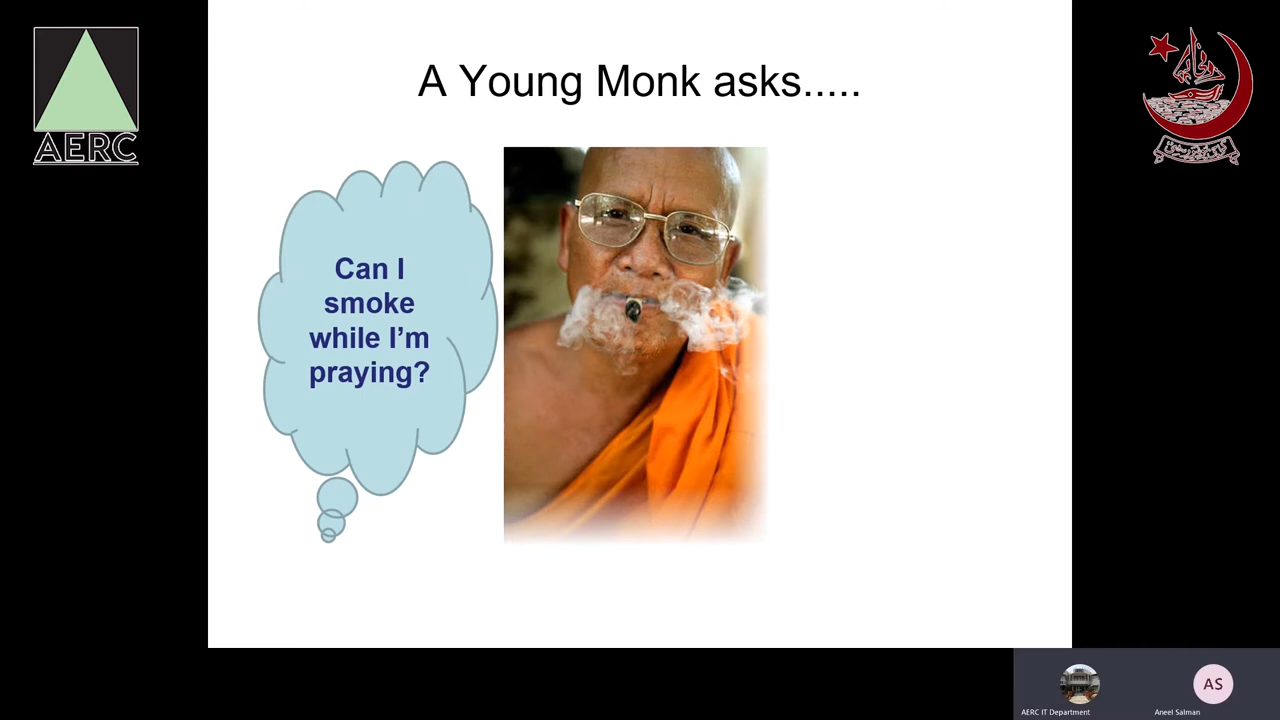 AERC
A Young Monk asks.....
Can I
smoke
while I’m
praying?
AS
AERC IT Department
Aneel Salman